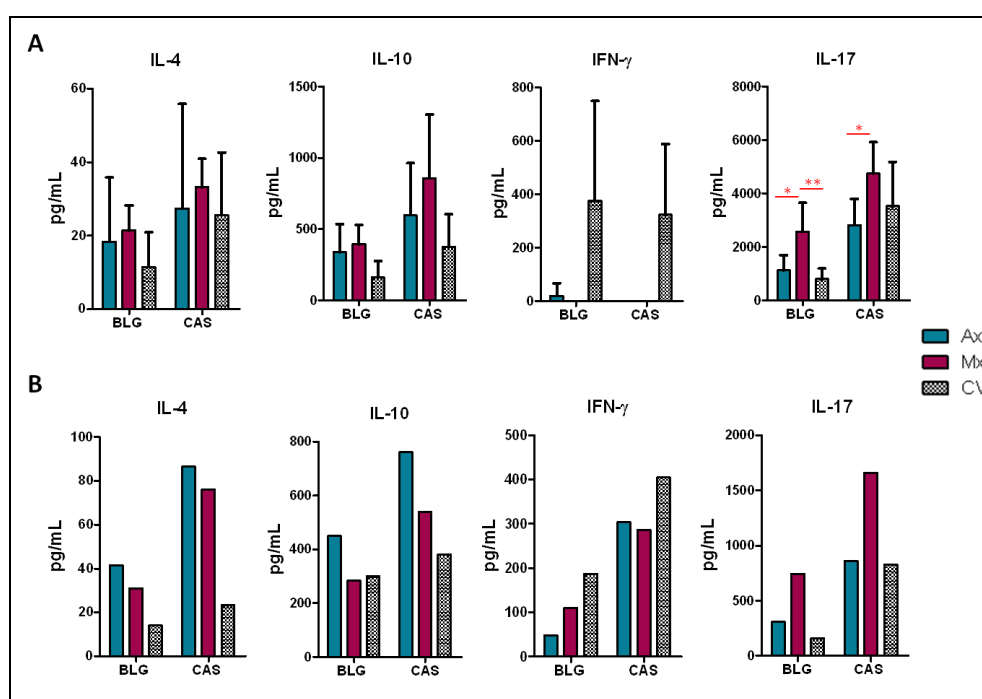 A
IL-4
IL-10
IFN-γ
IL-17
pg/mL
60
40
20
0
BLG
CAS
pg/mL
1500
1000
500
0
BLG
CAS
pg/mL
800
600
400
200
0
BLG
CAS
pg/mL
8000
6000
4000
2000
0
*
**
*
BLG
CAS
Ax
Mx
CV
B
IL-4
IL-10
IFN-γ
IL-17
pg/mL
100
80
60
40
20
0
BLG
CAS
pg/mL
800
600
400
200
0
BLG
CAS
pg/mL
500
400
300
200
100
0
BLG
CAS
pg/mL
2000
1500
1000
500
0
BLG
CAS